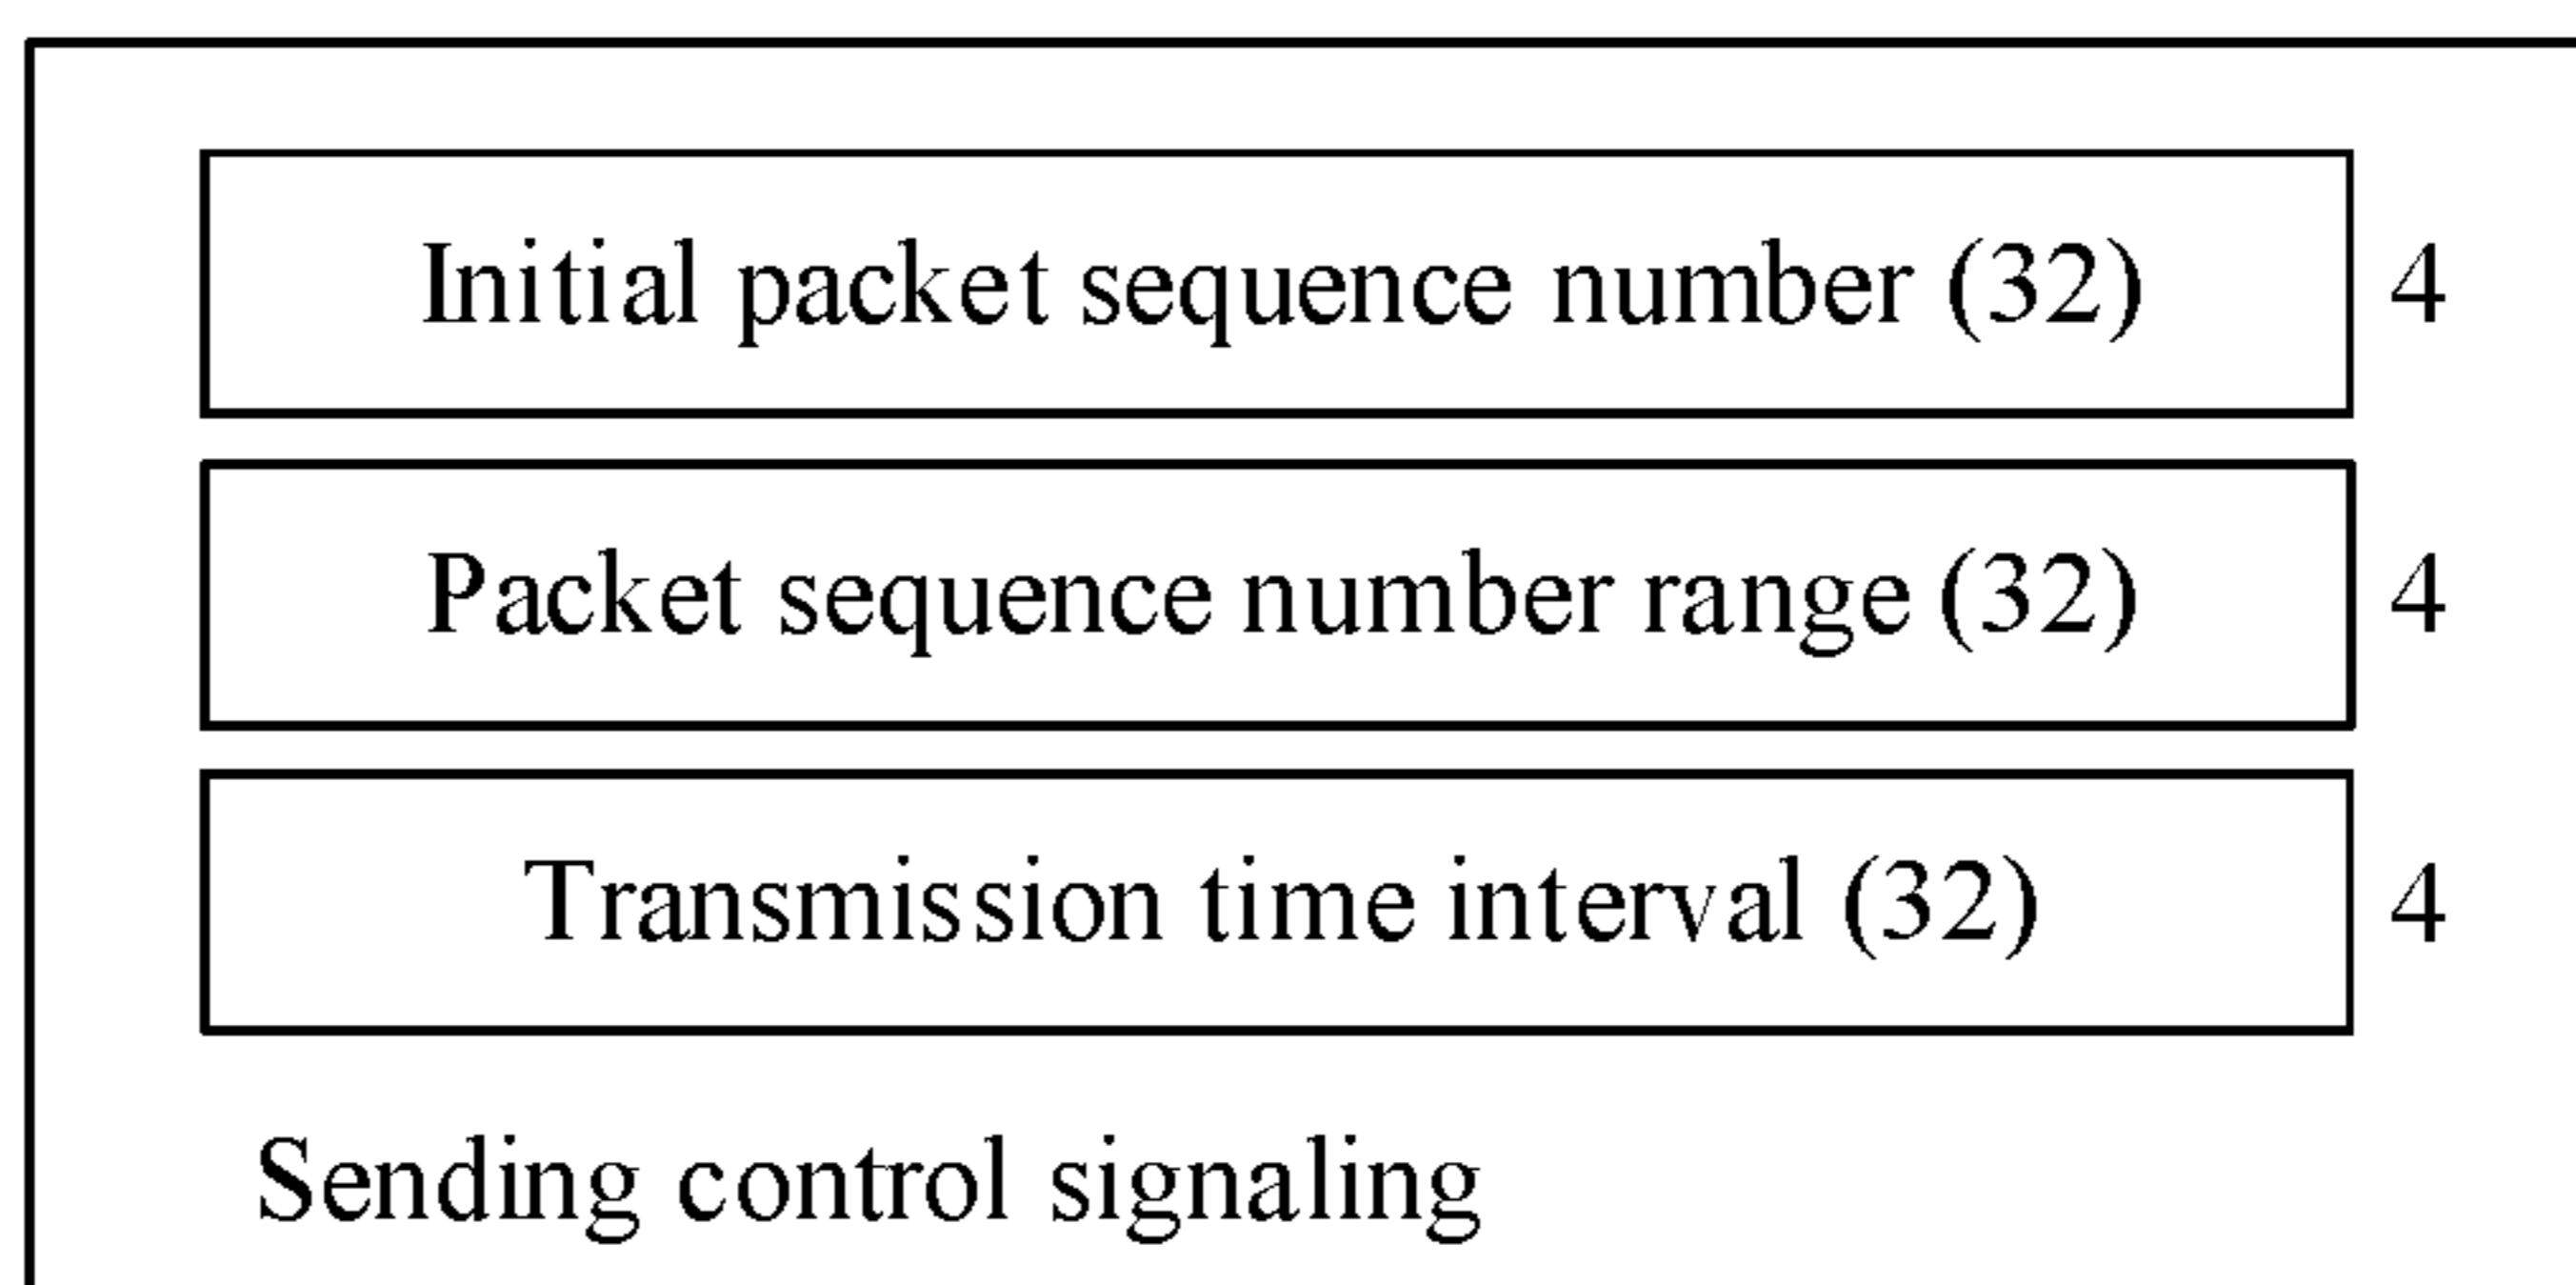 Initial packet sequence number (32) 4
Packet sequence number range (32) 4
Transmission time interval (32) 4
Sending control signaling